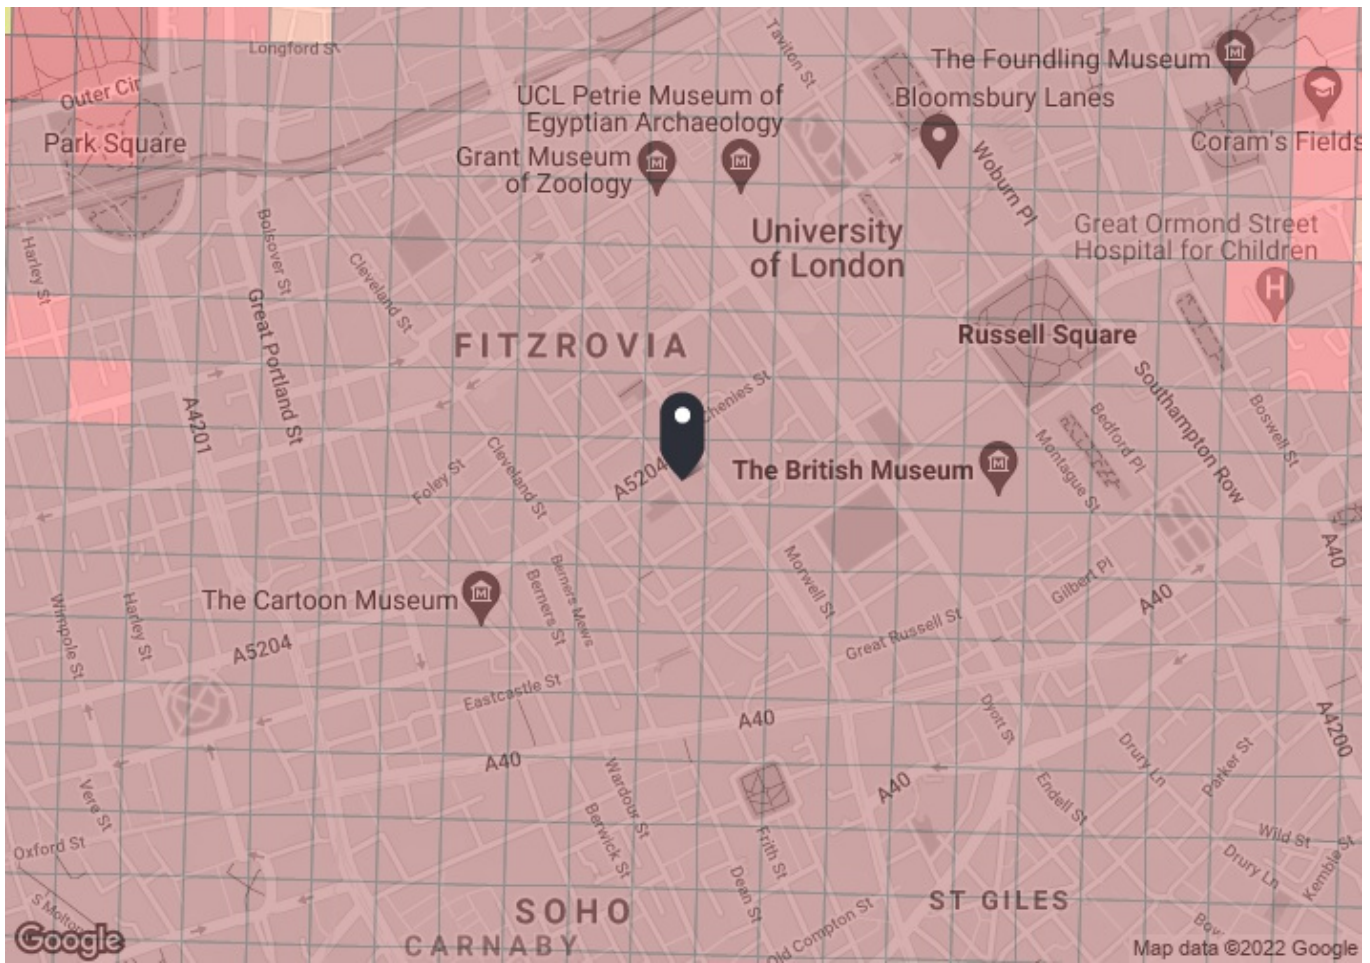 Longford St
Taviton St
The Foundling Museum
Outer Cir
UCL Petrie Museum of
Egyptian Archaeology
Bloomsbury Lanes
Park Square
Grant Museum
of Zoology
Coram's Fields
Woburn Pl
Harley St
Bolsover St
University
of London
Great Ormond Street
Hospital for Children
H
Cleveland St
Great Portland St
FITZROVIA
Russell Square
Chenies St
Southampton Row
A4201
Boswell St
Bedford Pl
Foley St
Cleveland St
A5204
The British Museum
Montague St
A40
Berners Mews
Berners St
Morwell St
Gilbert Pl
A40
The Cartoon Museum
Wimpole St
Harley St
A5204
Great Russell St
Eastcastle St
A40
Dyott St
A4200
A40
Drury Ln
Parker St
Vere St
Wardour St
A40
Endell St
Berwick St
Oxford St
Frith St
Wild St
Drury Ln
Kemble St
Dean St
S Molton
SOHO
ST GILES
Old Compton St
Bow
Google
CARNABY
Map data ©2022 Google